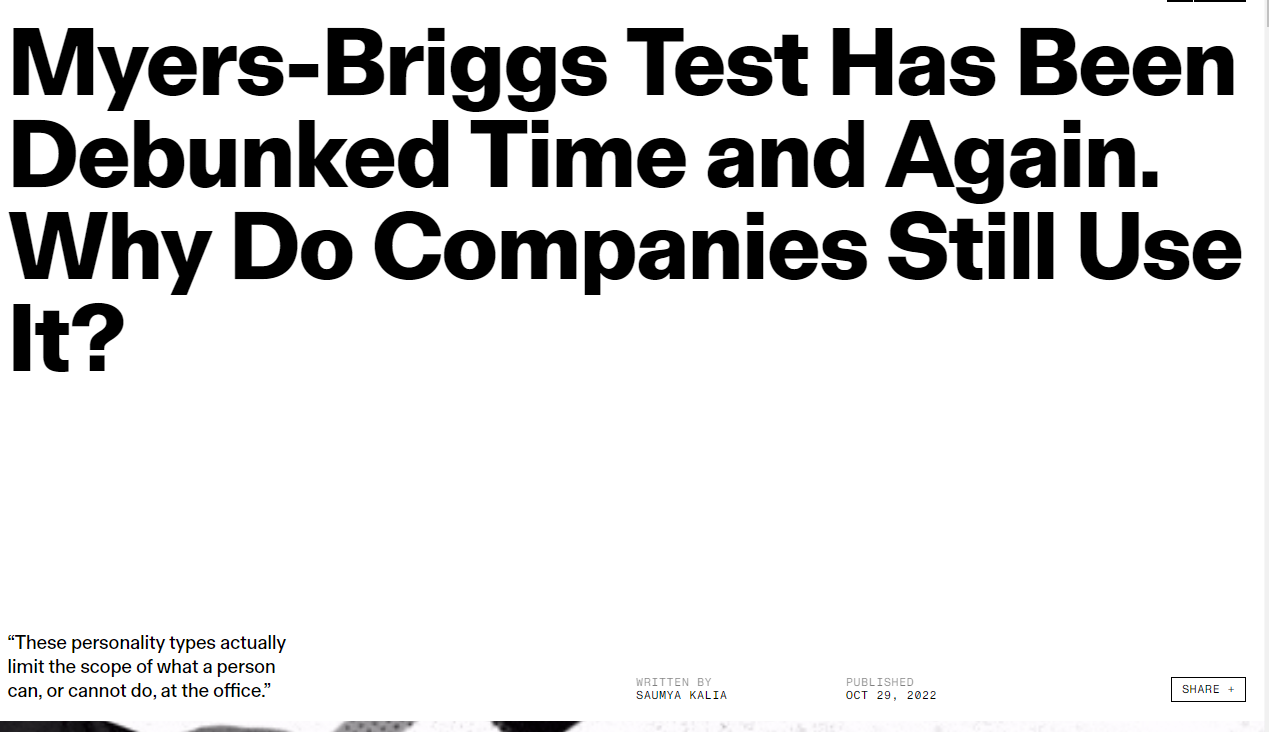 Myers-Briggs Test Has Been
Debunked Time and Again.
Why Do Companies Still Use
It?
“These personality types actually
limit the scope of what a person
can, or cannot do, at the office.”
WRITTEN BY
SAUMYA KALIA
PUBLISHED
OCT 29, 2022
SHARE +